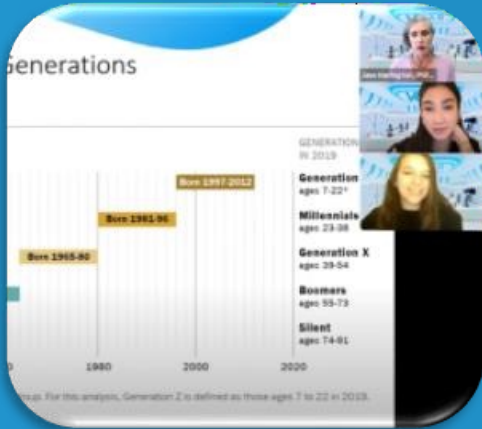 Generations
GENERATION
IN 2019
Born 1997-2012
Generation
ages 7-22*
Born 1981-96
Millennials
ages 23-38
Born 1965-80
Generation X
ages 39-54
Boomers
ages 55-73
Silent
ages 74-91
1980 2000 2020
group. For this analysis, Generation Z is defined as those ages 7 to 22 in 2019.